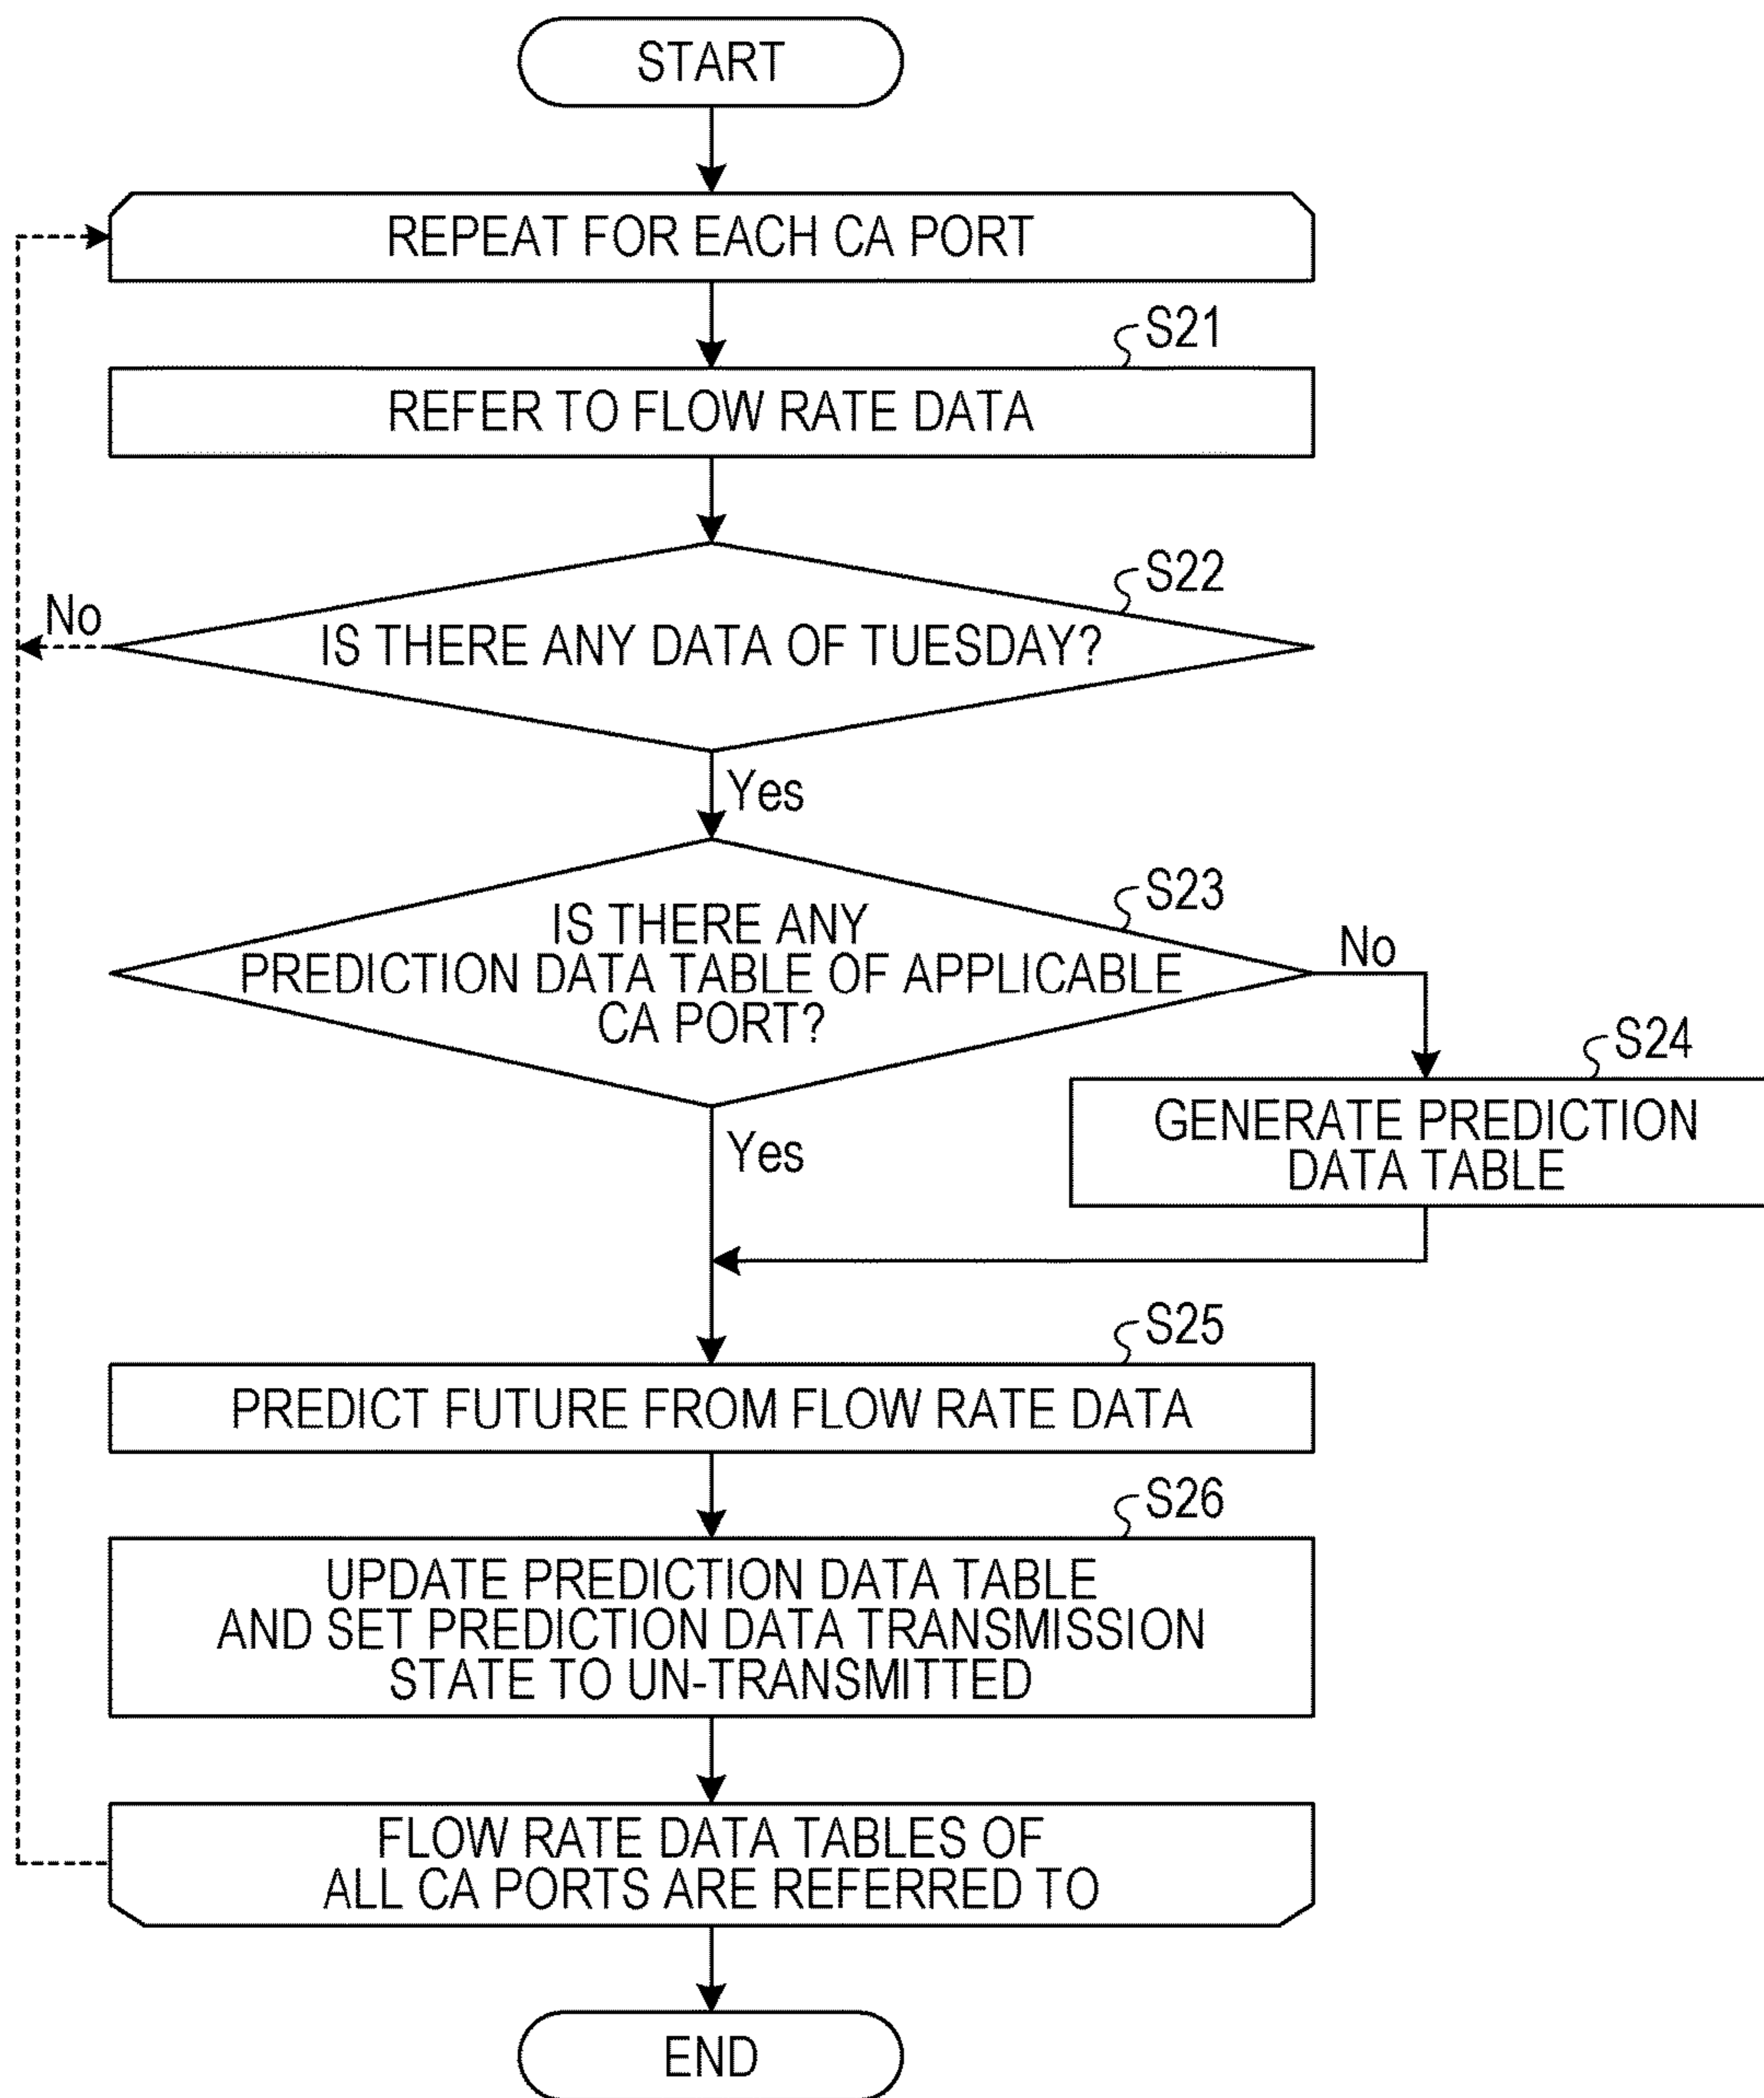 START
REPEAT FOR EACH CA PORT
S21
REFER TO FLOW RATE DATA
S22
No
IS THERE ANY DATA OF TUESDAY?
Yes
S23
IS THERE ANY
PREDICTION DATA TABLE OF APPLICABLE
CA PORT?
No
S24
GENERATE PREDICTION
DATA TABLE
Yes
S25
PREDICT FUTURE FROM FLOW RATE DATA
S26
UPDATE PREDICTION DATA TABLE
AND SET PREDICTION DATA TRANSMISSION
STATE TO UN-TRANSMITTED
FLOW RATE DATA TABLES OF
ALL CA PORTS ARE REFERRED TO
END